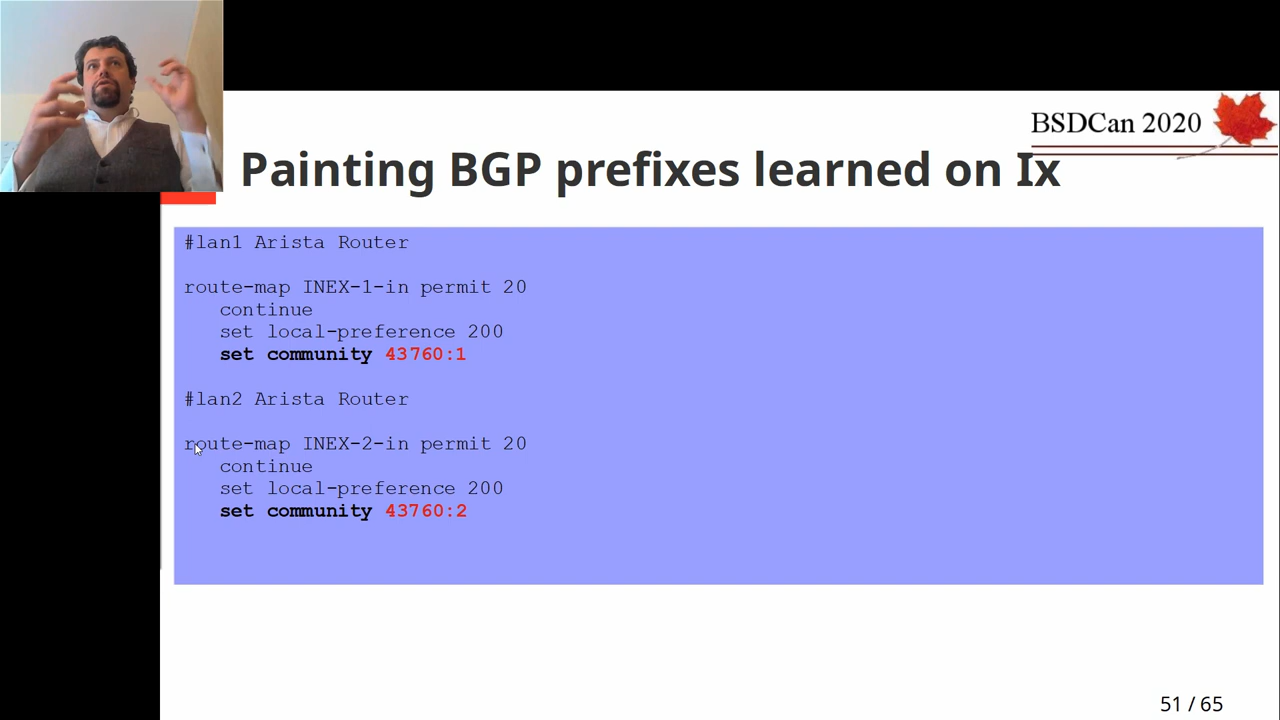 BSDCan 2020
Painting BGP prefixes learned on Ix
#lan1 Arista Router
route-map INEX-1-in permit 20
continue
set local-preference 200
set community 43760:1
#lan2 Arista Router
route-map INEX-2-in permit 20
continue
set local-preference 200
set community 43760:2
51 / 65